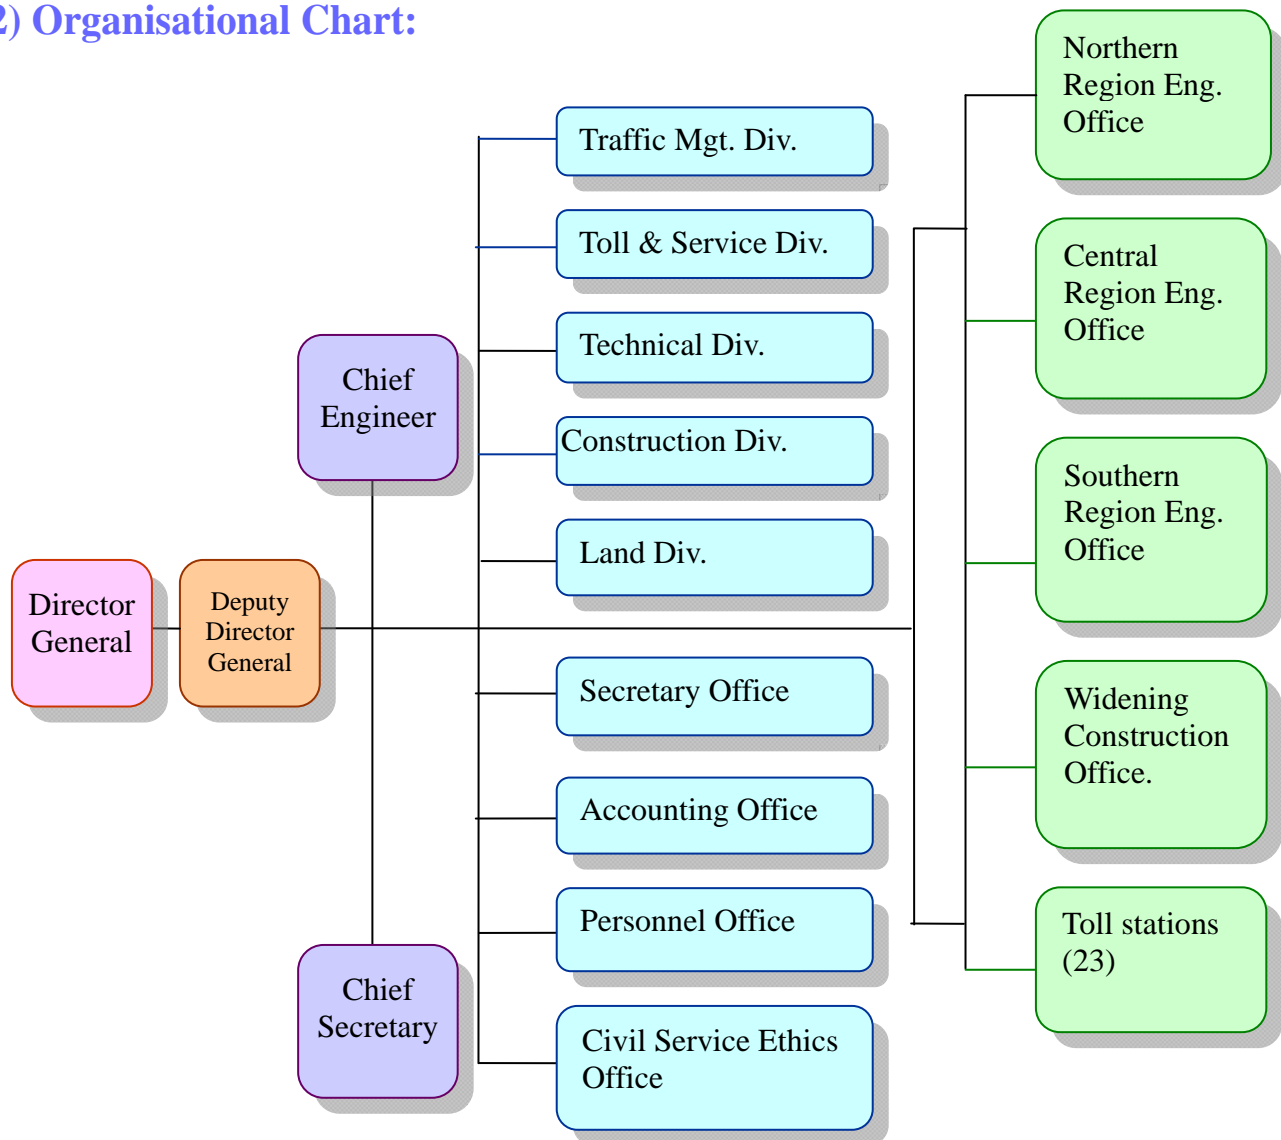 2) Organisational Chart:
Director
General
Deputy
Director
General
Chief
Engineer
Chief
Secretary
Traffic Mgt. Div.
Toll & Service Div.
Technical Div.
Construction Div.
Land Div.
Secretary Office
Accounting Office
Personnel Office
Civil Service Ethics
Office
Northern
Region Eng.
Office
Central
Region Eng.
Office
Southern
Region Eng.
Office
Widening
Construction
Office.
Toll stations
(23)